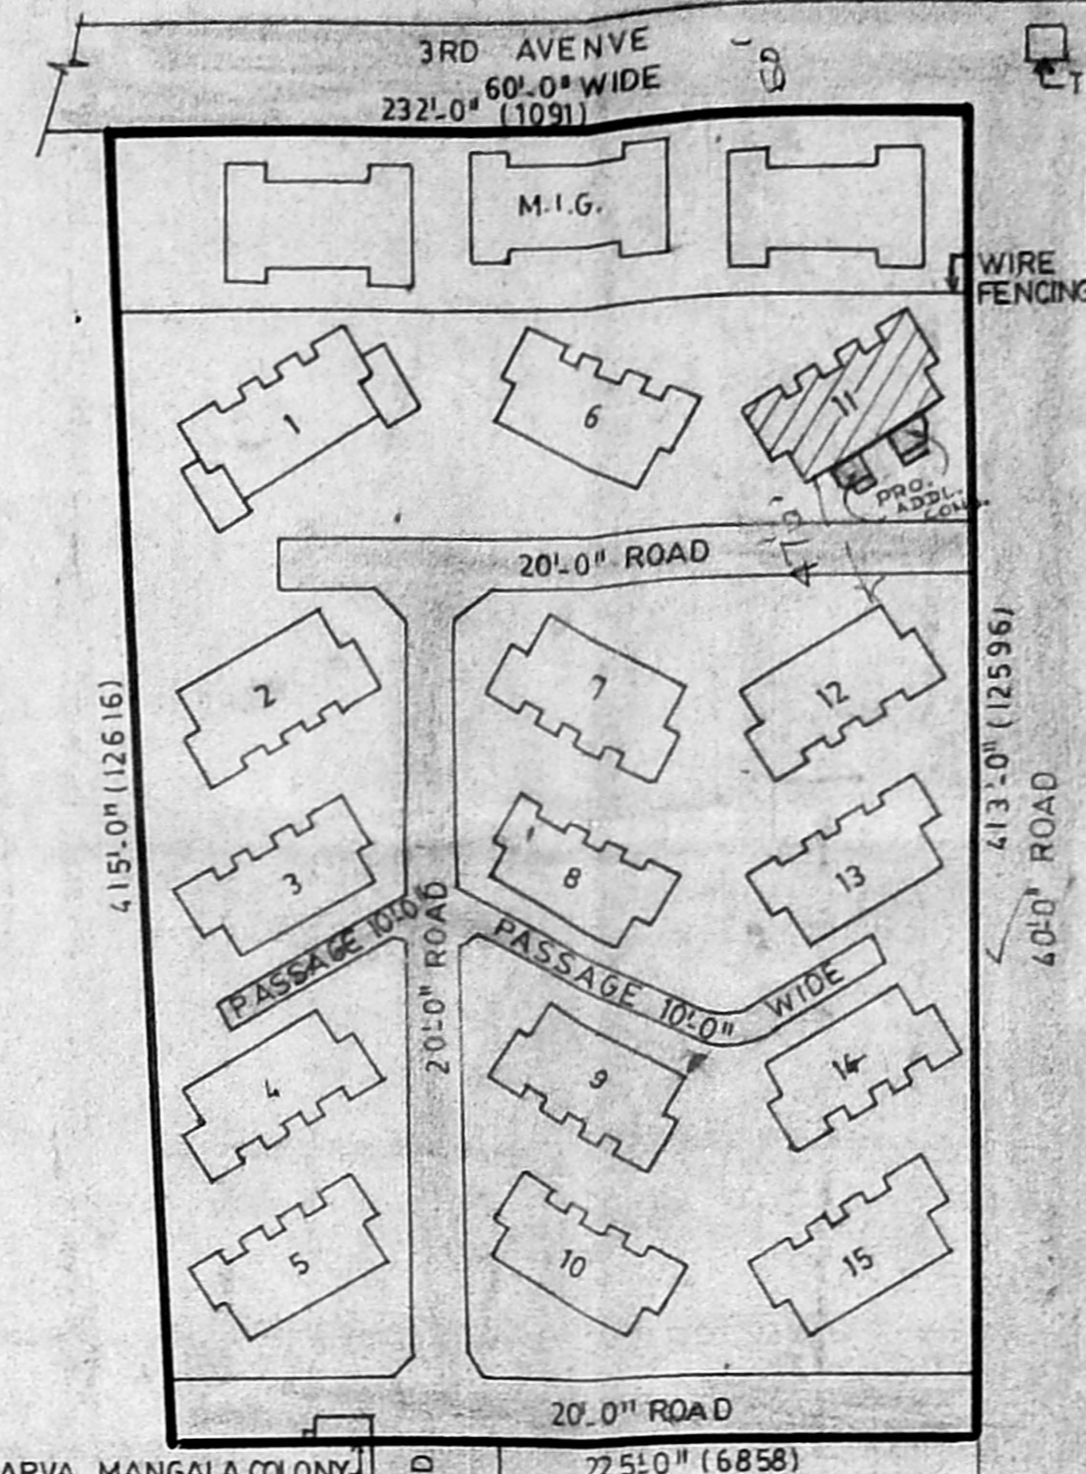 3RD AVENVE
60'-0" WIDE
232'-0" (1091)
T
M.I.G.
WIRE
FENCING
1
6
11
PRO.
ADDL.
20'-0" ROAD
2
7
12
415'-0" (12616)
413'-0" (12596)
40'-0" ROAD
3
8
13
PASSAGE 10'-0"
20'-0" ROAD
PASSAGE 10'-0" WIDE
4
9
14
5
10
15
20'-0" ROAD
ARVA MANGALA COLONY
D
225'-0" (6858)